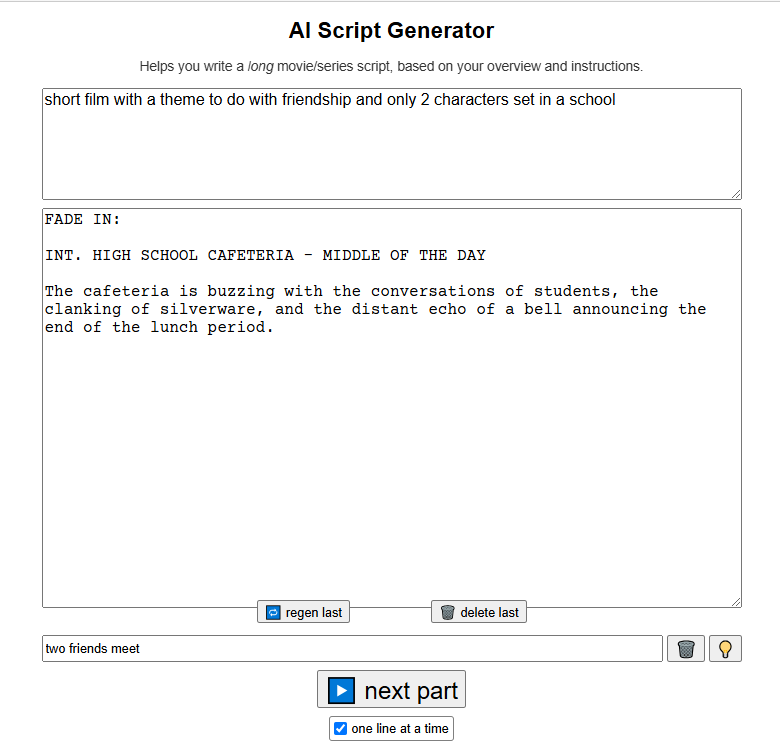 AI Script Generator
Helps you write a long movie/series script, based on your overview and instructions.
short film with a theme to do with friendship and only 2 characters set in a school
FADE IN:
INT. HIGH SCHOOL CAFETERIA - MIDDLE OF THE DAY
The cafeteria is buzzing with the conversations of students, the
clanking of silverware, and the distant echo of a bell announcing the
end of the lunch period.
regen last
delete last
two friends meet
next part
one line at a time